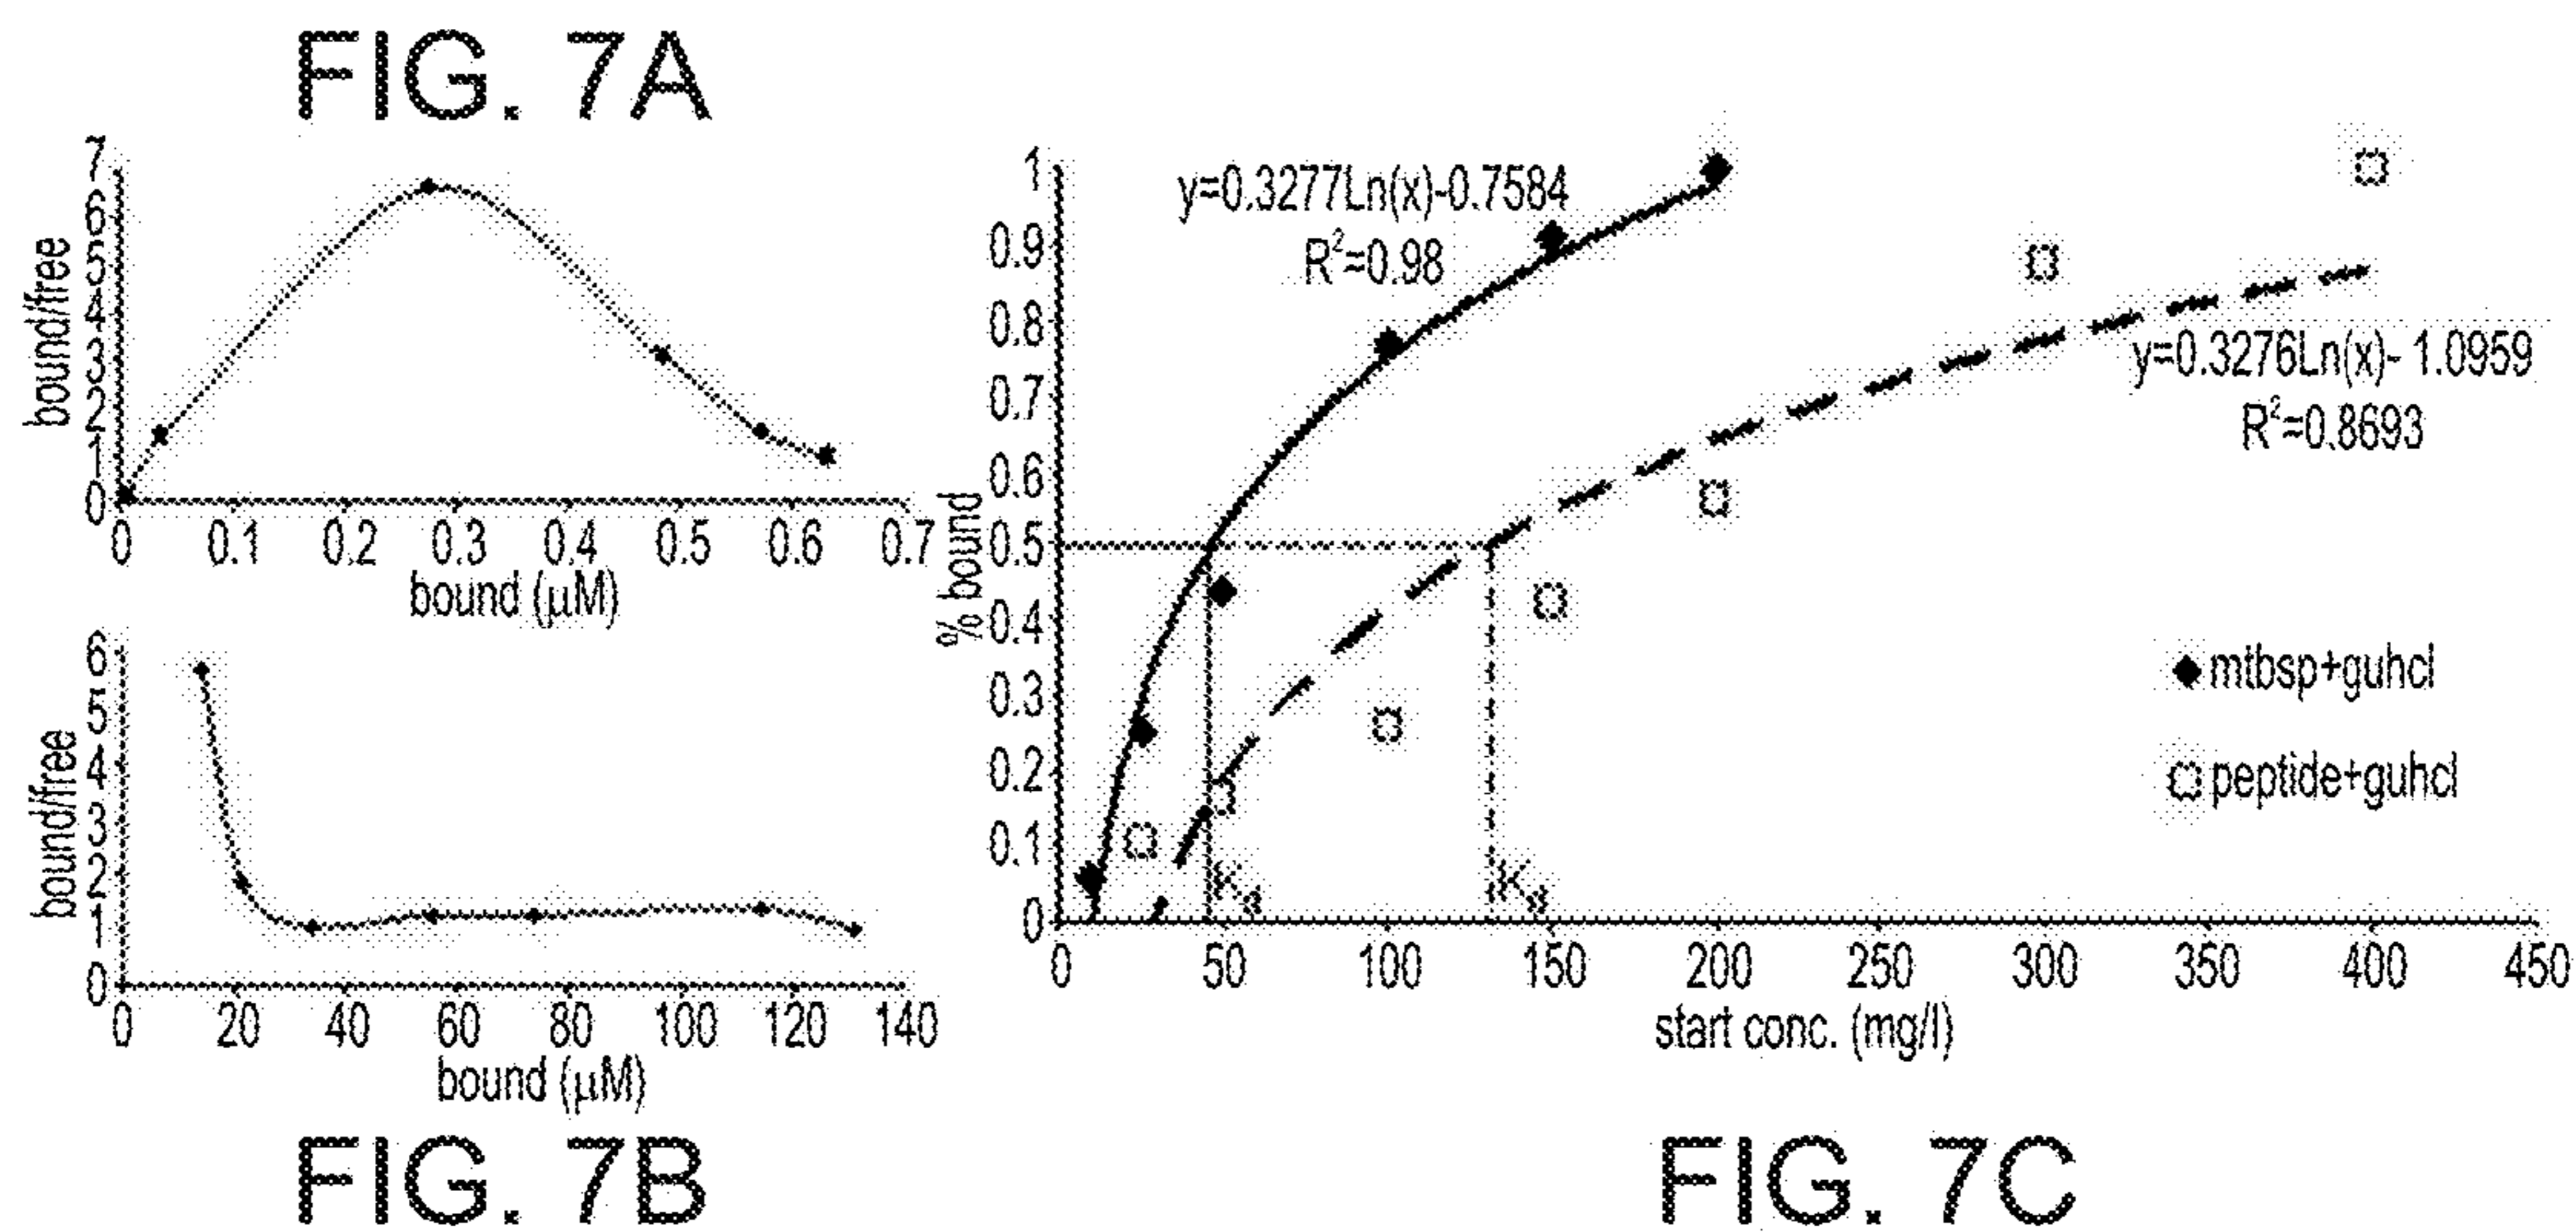 FIG. 7A
bound/free
7
6
5
4
3
2
1
0
0 0.1 0.2 0.3 0.4 0.5 0.6 0.7
bound (μM)
bound/free
6
5
4
3
2
1
0
0 20 40 60 80 100 120 140
bound (μM)
FIG. 7B
% bound
1
0.9
0.8
0.7
0.6
0.5
0.4
0.3
0.2
0.1
0
y=0.3277Ln(x)-0.7584
R²=0.98
y=0.3276Ln(x)- 1.0959
R²=0.8693
mtbsp+guhcl
peptide+guhcl
Kd Kd
0 50 100 150 200 250 300 350 400 450
start conc. (mg/l)
FIG. 7C